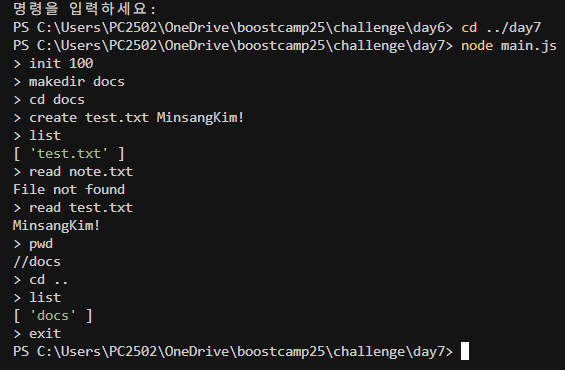 명령을 입력하세요:
PS C:\Users\PC2502\OneDrive\boostcamp25\challenge\day6> cd ../day7
PS C:\Users\PC2502\OneDrive\boostcamp25\challenge\day7> node main.js
> init 100
> makedir docs
> cd docs
> create test.txt MinsangKim!
> list
[ 'test.txt' ]
> read note.txt
File not found
> read test.txt
MinsangKim!
> pwd
//docs
> cd ..
> list
[ 'docs' ]
> exit
PS C:\Users\PC2502\OneDrive\boostcamp25\challenge\day7>